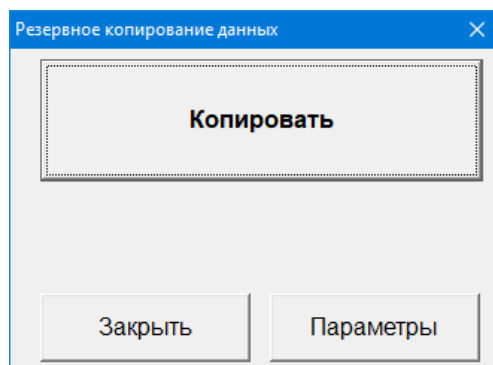 Резервное копирование данных
Копировать
Закрыть Параметры